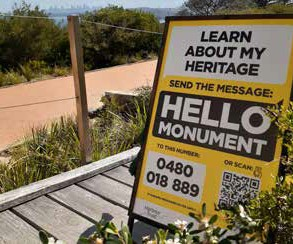 LEARN
ABOUT MY
HERITAGE
SEND THE MESSAGE:
HELLO
MONUMENT
TO THIS NUMBER:
OR SCAN:
0480
018 889